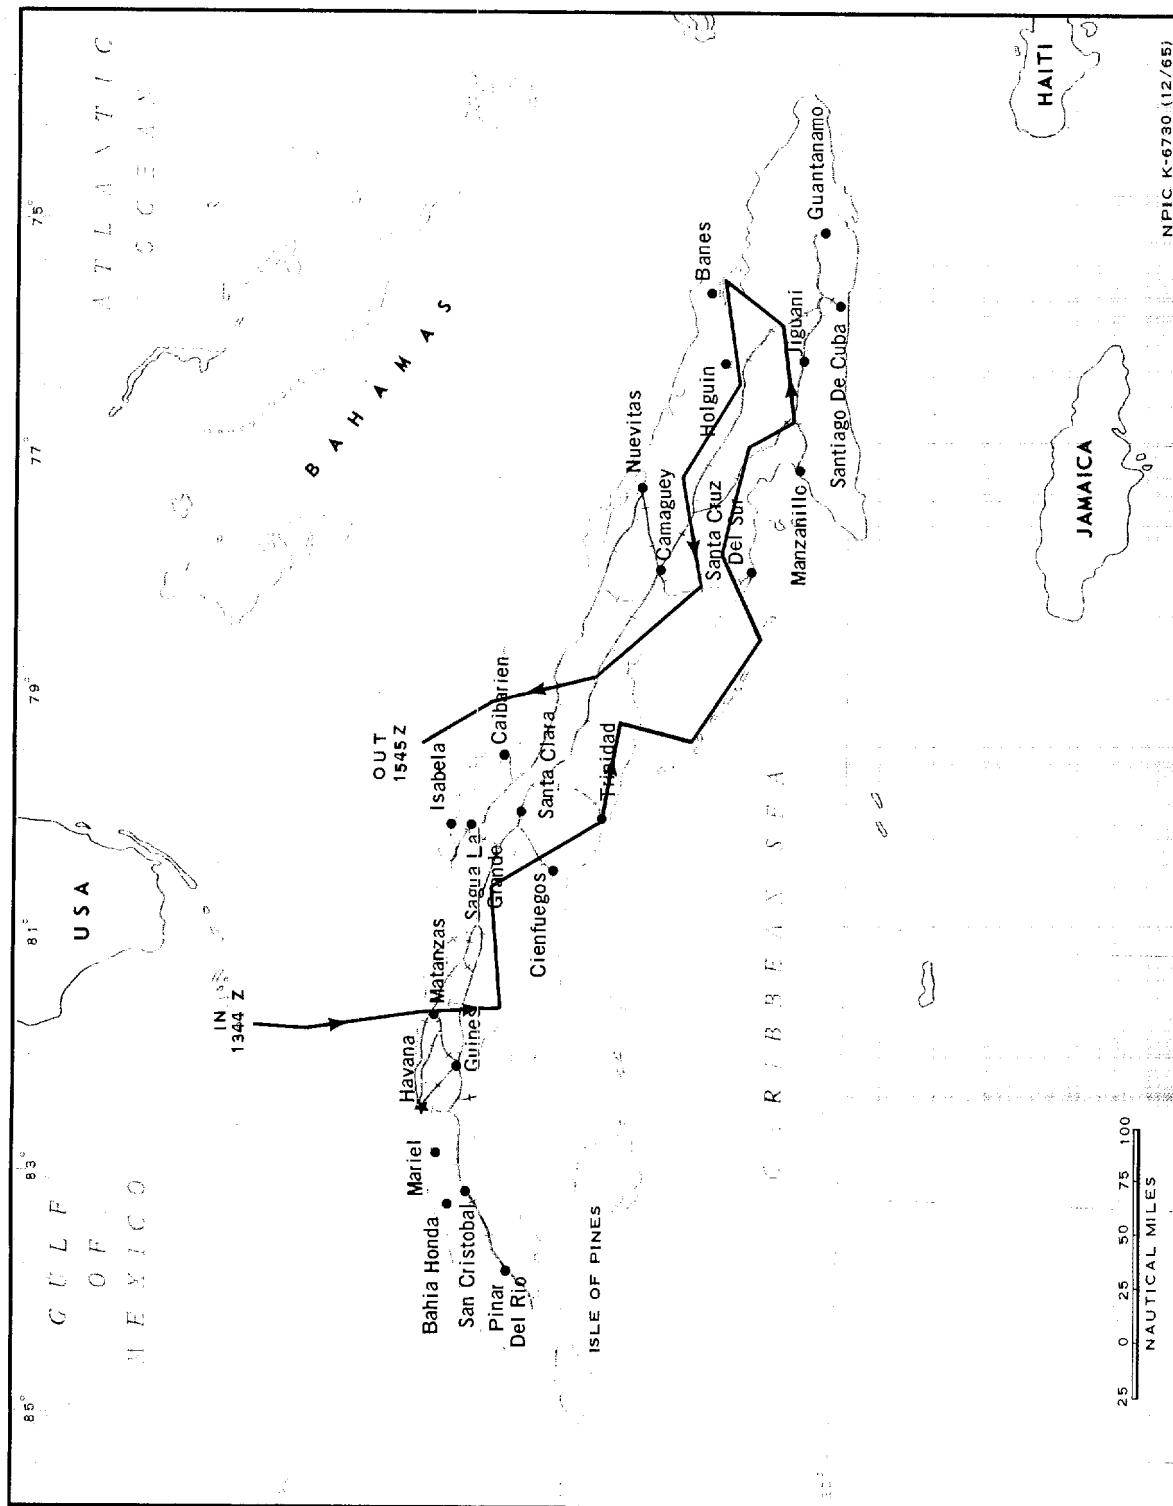 GULF
OF
MEXICO
USA
ATLANTIC
OCEAN
BAHAMAS
85°
83°
81°
79°
77°
75°
IN
1344 Z
OUT
1545 Z
Havana
Mariel
Bahia Honda
San Cristobal
Pinar
Del Rio
Guines
Matanzas
Isabela
Sagua La
Grande
Caibarien
Santa Clara
Cienfuegos
Trinidad
Nuevitas
Camaguey
Santa Cruz
Del Sur
Holguin
Banes
Manzanillo
Jiguani
Santiago De Cuba
Guantanamo
ISLE OF PINES
CARIBBEAN SEA
JAMAICA
HAITI
25 0 25 50 75 100
NAUTICAL MILES
NPIC K-6730 (12/65)